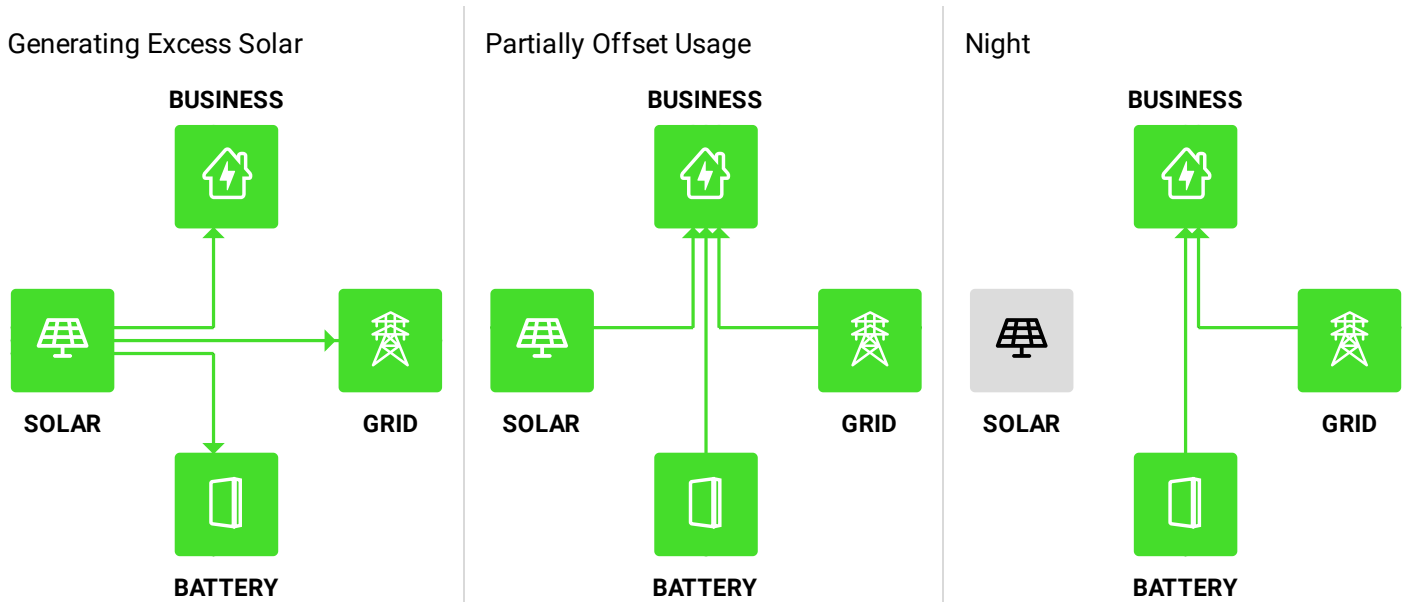 Generating Excess Solar
BUSINESS
SOLAR
GRID
BATTERY
Partially Offset Usage
BUSINESS
SOLAR
GRID
BATTERY
Night
BUSINESS
SOLAR
GRID
BATTERY